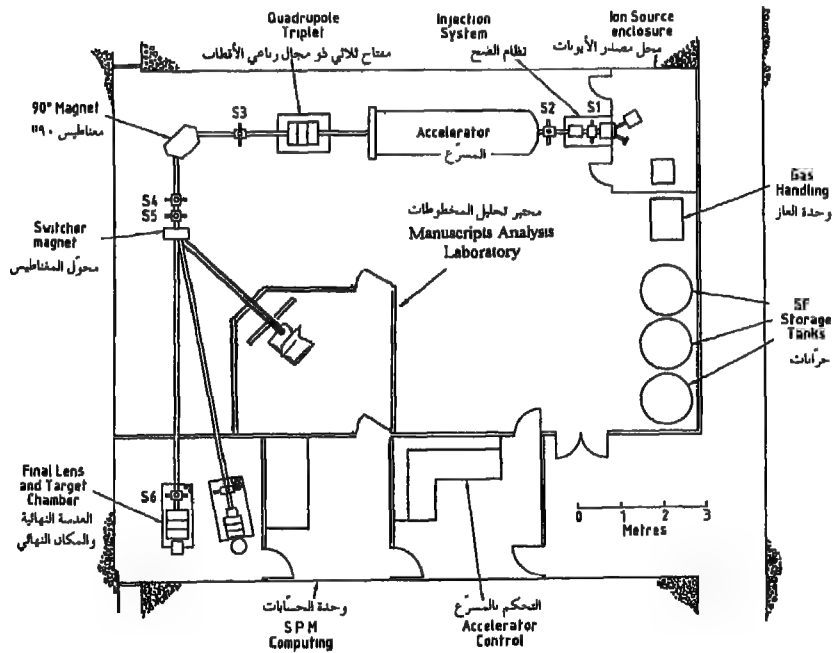 Quadrupole
Triplet
مفتاح ثلاثي ذو مجال رباعي الأقطاب
Injection
System
نظام الضخ
Ion Source
enclosure
محل مصدر الأيونات
90° Magnet
مغناطيس ٩٠°
S3
Accelerator
المسرّع
S2
S1
S4
S5
Gas
Handling
وحدة الغاز
Switcher
magnet
محوّل المغناطيس
مختبر تحليل المخطوطات
Manuscripts Analysis
Laboratory
SF
Storage
Tanks
خزّانات
Final Lens
and Target
Chamber
العدسة النهائية
والمكان النهائي
S6
0 1 2 3
Metres
وحدة الحسابات
SPM
Computing
التحكم بالمسرّع
Accelerator
Control